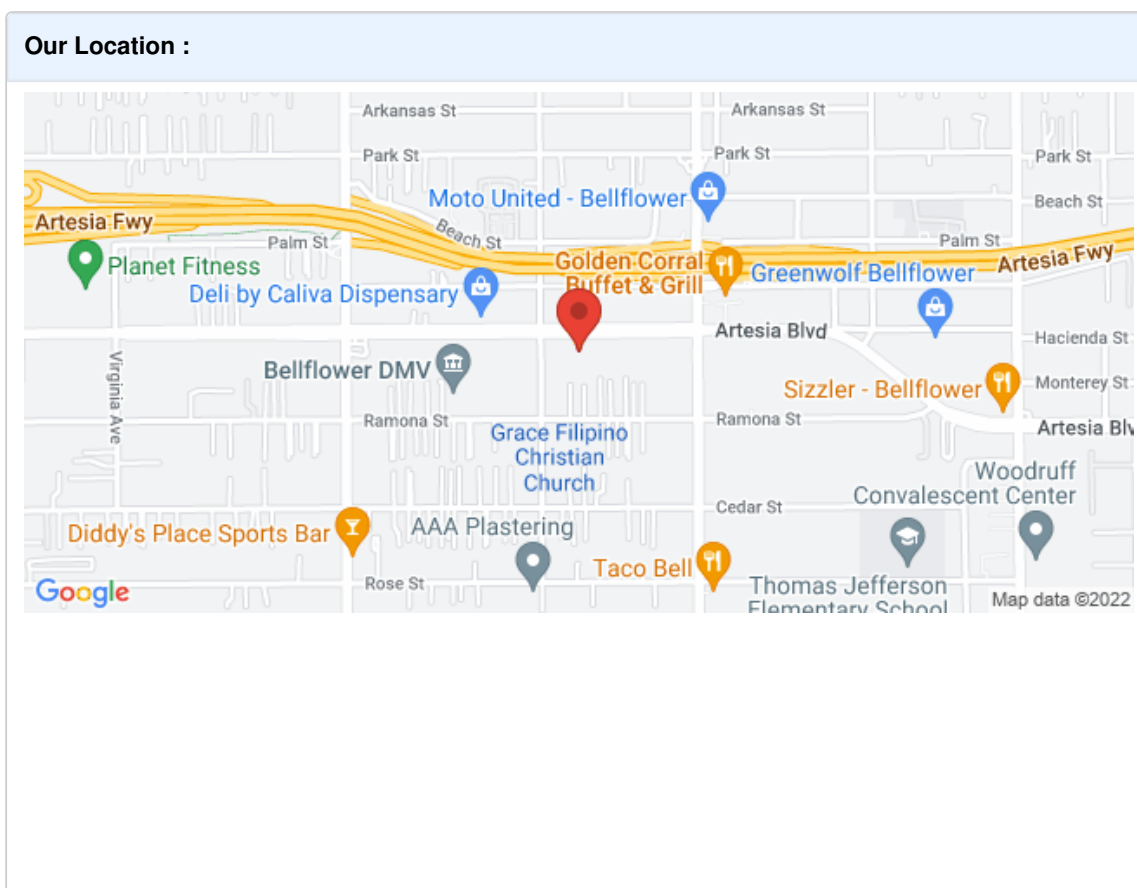 Our Location :
Arkansas St
Arkansas St
Park St
Park St
Park St
Moto United - Bellflower
Beach St
Artesia Fwy
Palm St
Beach St
Palm St
Artesia Fwy
Planet Fitness
Golden Corral
Buffet & Grill
Greenwolf Bellflower
Deli by Caliva Dispensary
Artesia Blvd
Hacienda St
Virginia Ave
Bellflower DMV
Sizzler - Bellflower
Monterey St
Ramona St
Ramona St
Artesia Blv
Grace Filipino
Christian
Church
Woodruff
Convalescent Center
Cedar St
Diddy's Place Sports Bar
AAA Plastering
Taco Bell
Rose St
Thomas Jefferson
Elementary School
Google
Map data ©2022